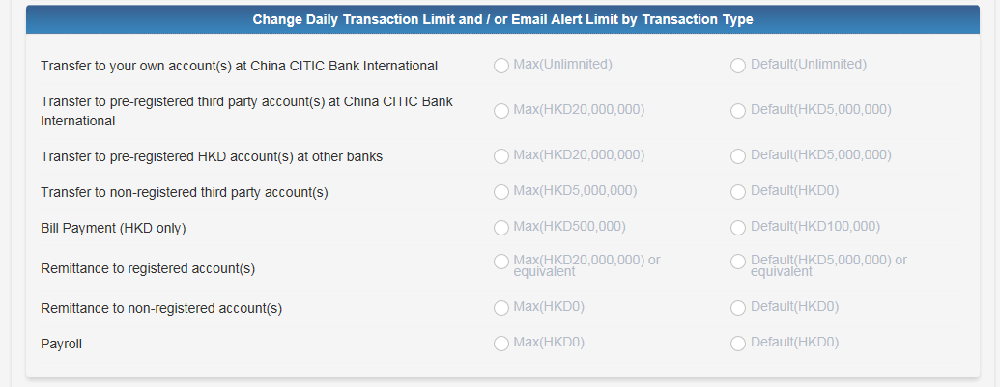 Change Daily Transaction Limit and / or Email Alert Limit by Transaction Type
Transfer to your own account(s) at China CITIC Bank International Max(Unlimnited) Default(Unlimnited)
Transfer to pre-registered third party account(s) at China CITIC Bank
International Max(HKD20,000,000) Default(HKD5,000,000)
Transfer to pre-registered HKD account(s) at other banks Max(HKD20,000,000) Default(HKD5,000,000)
Transfer to non-registered third party account(s) Max(HKD5,000,000) Default(HKD0)
Bill Payment (HKD only) Max(HKD500,000) Default(HKD100,000)
Remittance to registered account(s) Max(HKD20,000,000) or Default(HKD5,000,000) or
equivalent equivalent
Remittance to non-registered account(s) Max(HKD0) Default(HKD0)
Payroll Max(HKD0) Default(HKD0)